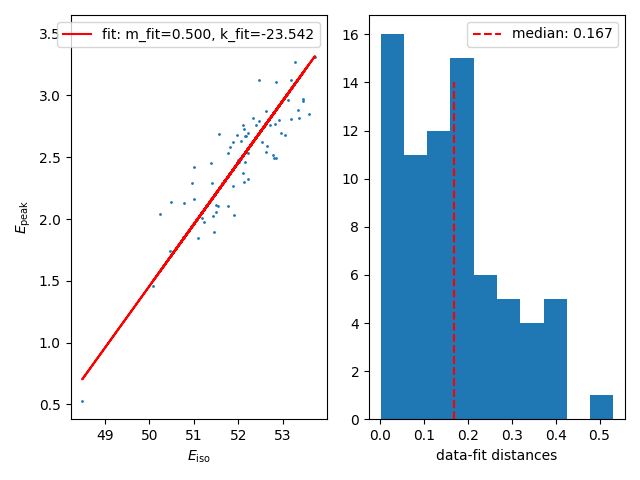 fit: m_fit=0.500, k_fit=-23.542
3.5
3.0
2.5
2.0
1.5
1.0
0.5
E_peak
49 50 51 52 53
E_iso
median: 0.167
16
14
12
10
8
6
4
2
0
0.0 0.1 0.2 0.3 0.4 0.5
data-fit distances